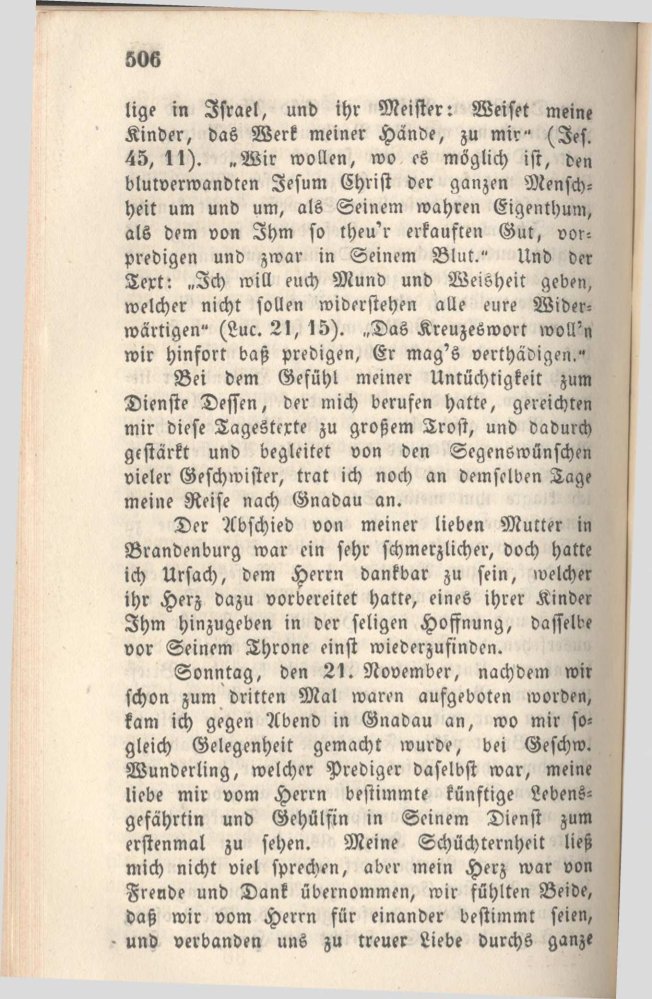 506
lige in Israel, und ihr Meister: Weiset meine
Kinder, das Werk meiner Hände, zu mir“ (Jes.
45, 11). „Wir wollen, wo es möglich ist, den
blutverwandten Jesum Christ der ganzen Mensch-
heit um und um, als Seinem wahren Eigenthum,
als dem von Ihm so theu'r erkauften Gut, vor-
predigen und zwar in Seinem Blut.“ Und der
Text: „Ich will euch Mund und Weisheit geben,
welcher nicht sollen widerstehen alle eure Wider-
wärtigen“ (Luc. 21, 15). „Das Kreuzeswort woll'n
wir hinfort baß predigen, Er mag's verthädigen.“
Bei dem Gefühl meiner Untüchtigkeit zum
Dienste Dessen, der mich berufen hatte, gereichten
mir diese Tagestexte zu großem Trost, und dadurch
gestärkt und begleitet von den Segenswünschen
vieler Geschwister, trat ich noch an demselben Tage
meine Reise nach Gnadau an.
Der Abschied von meiner lieben Mutter in
Brandenburg war ein sehr schmerzlicher, doch hatte
ich Ursach, dem Herrn dankbar zu sein, welcher
ihr Herz dazu vorbereitet hatte, eines ihrer Kinder
Ihm hinzugeben in der seligen Hoffnung, dasselbe
vor Seinem Throne einst wiederzufinden.
Sonntag, den 21. November, nachdem wir
schon zum dritten Mal waren aufgeboten worden,
kam ich gegen Abend in Gnadau an, wo mir so-
gleich Gelegenheit gemacht wurde, bei Geschw.
Wunderling, welcher Prediger daselbst war, meine
liebe mir vom Herrn bestimmte künftige Lebens-
gefährtin und Gehülfin in Seinem Dienst zum
erstenmal zu sehen. Meine Schüchternheit ließ
mich nicht viel sprechen, aber mein Herz war von
Freude und Dank übernommen, wir fühlten Beide,
daß wir vom Herrn für einander bestimmt seien,
und verbanden uns zu treuer Liebe durchs ganze